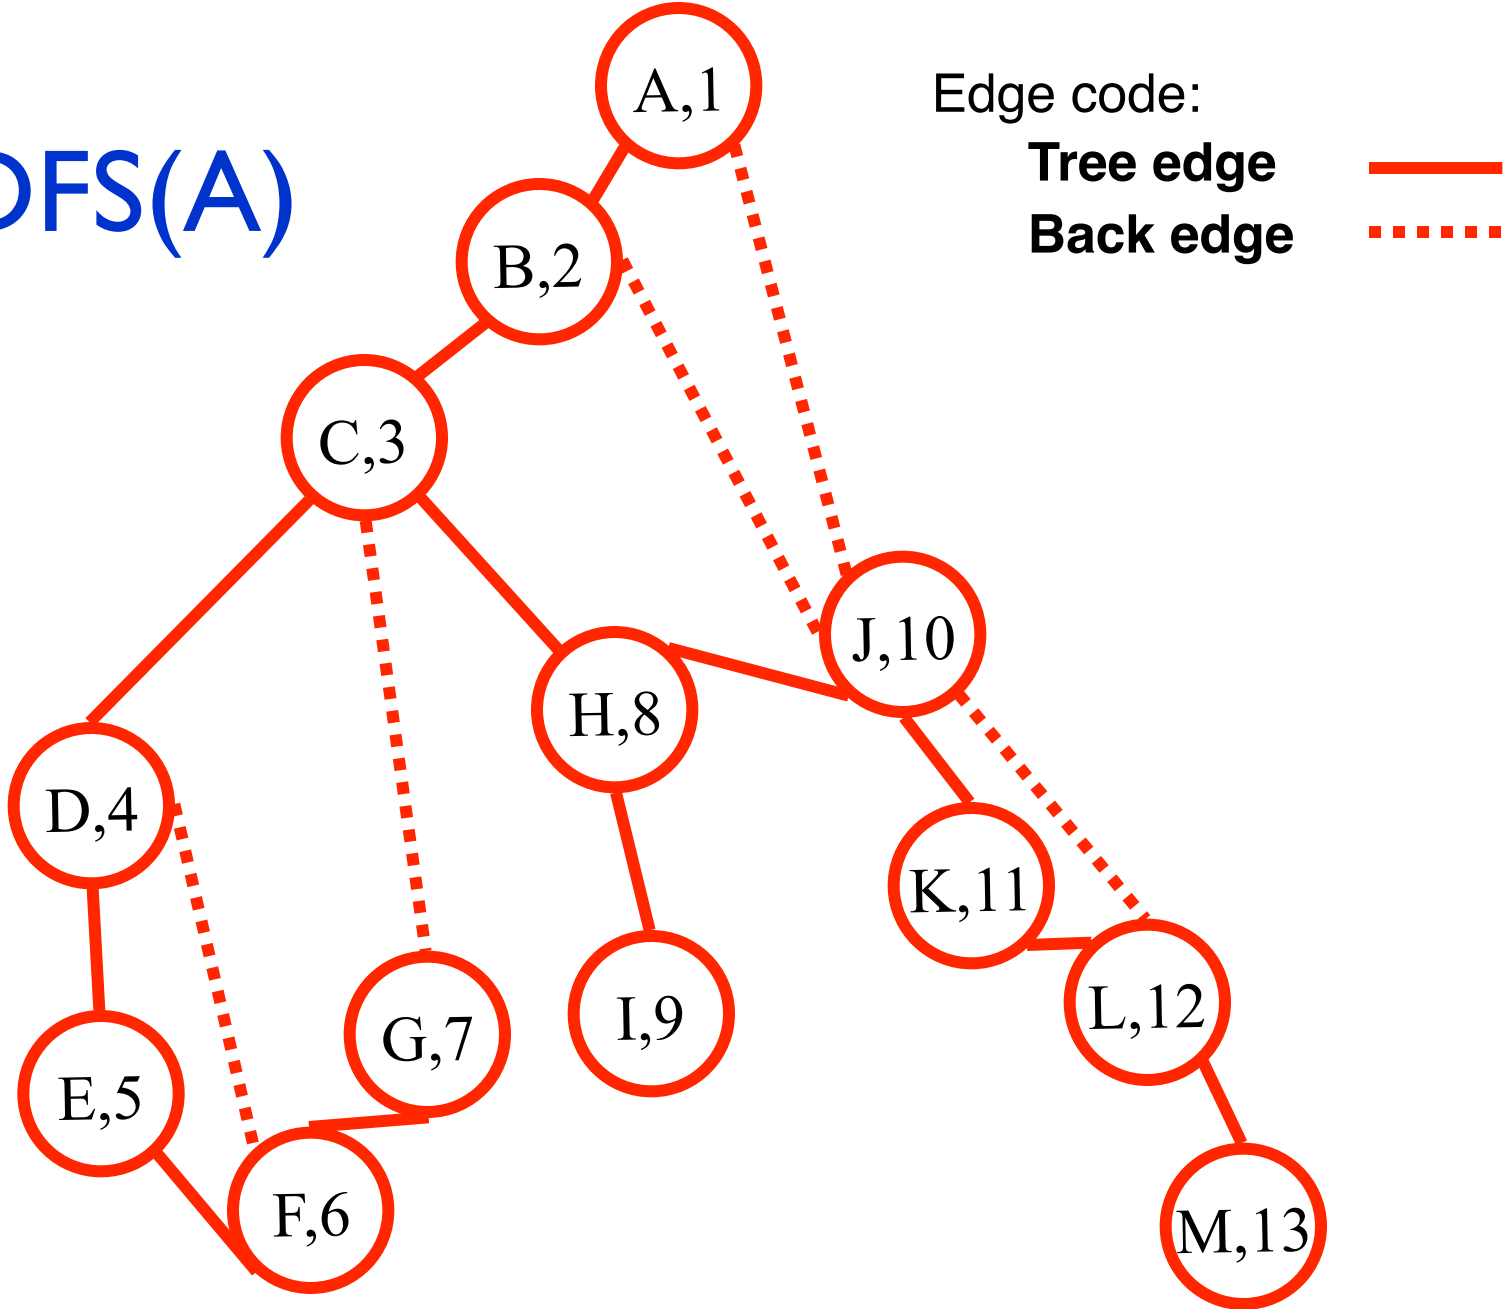 A,1
Edge code:
Tree edge
DFS(A)
Back edge
B,2
C,3
J,10
H,8
D,4
K,11
L,12
I,9
G,7
E,5
F,6
M,13